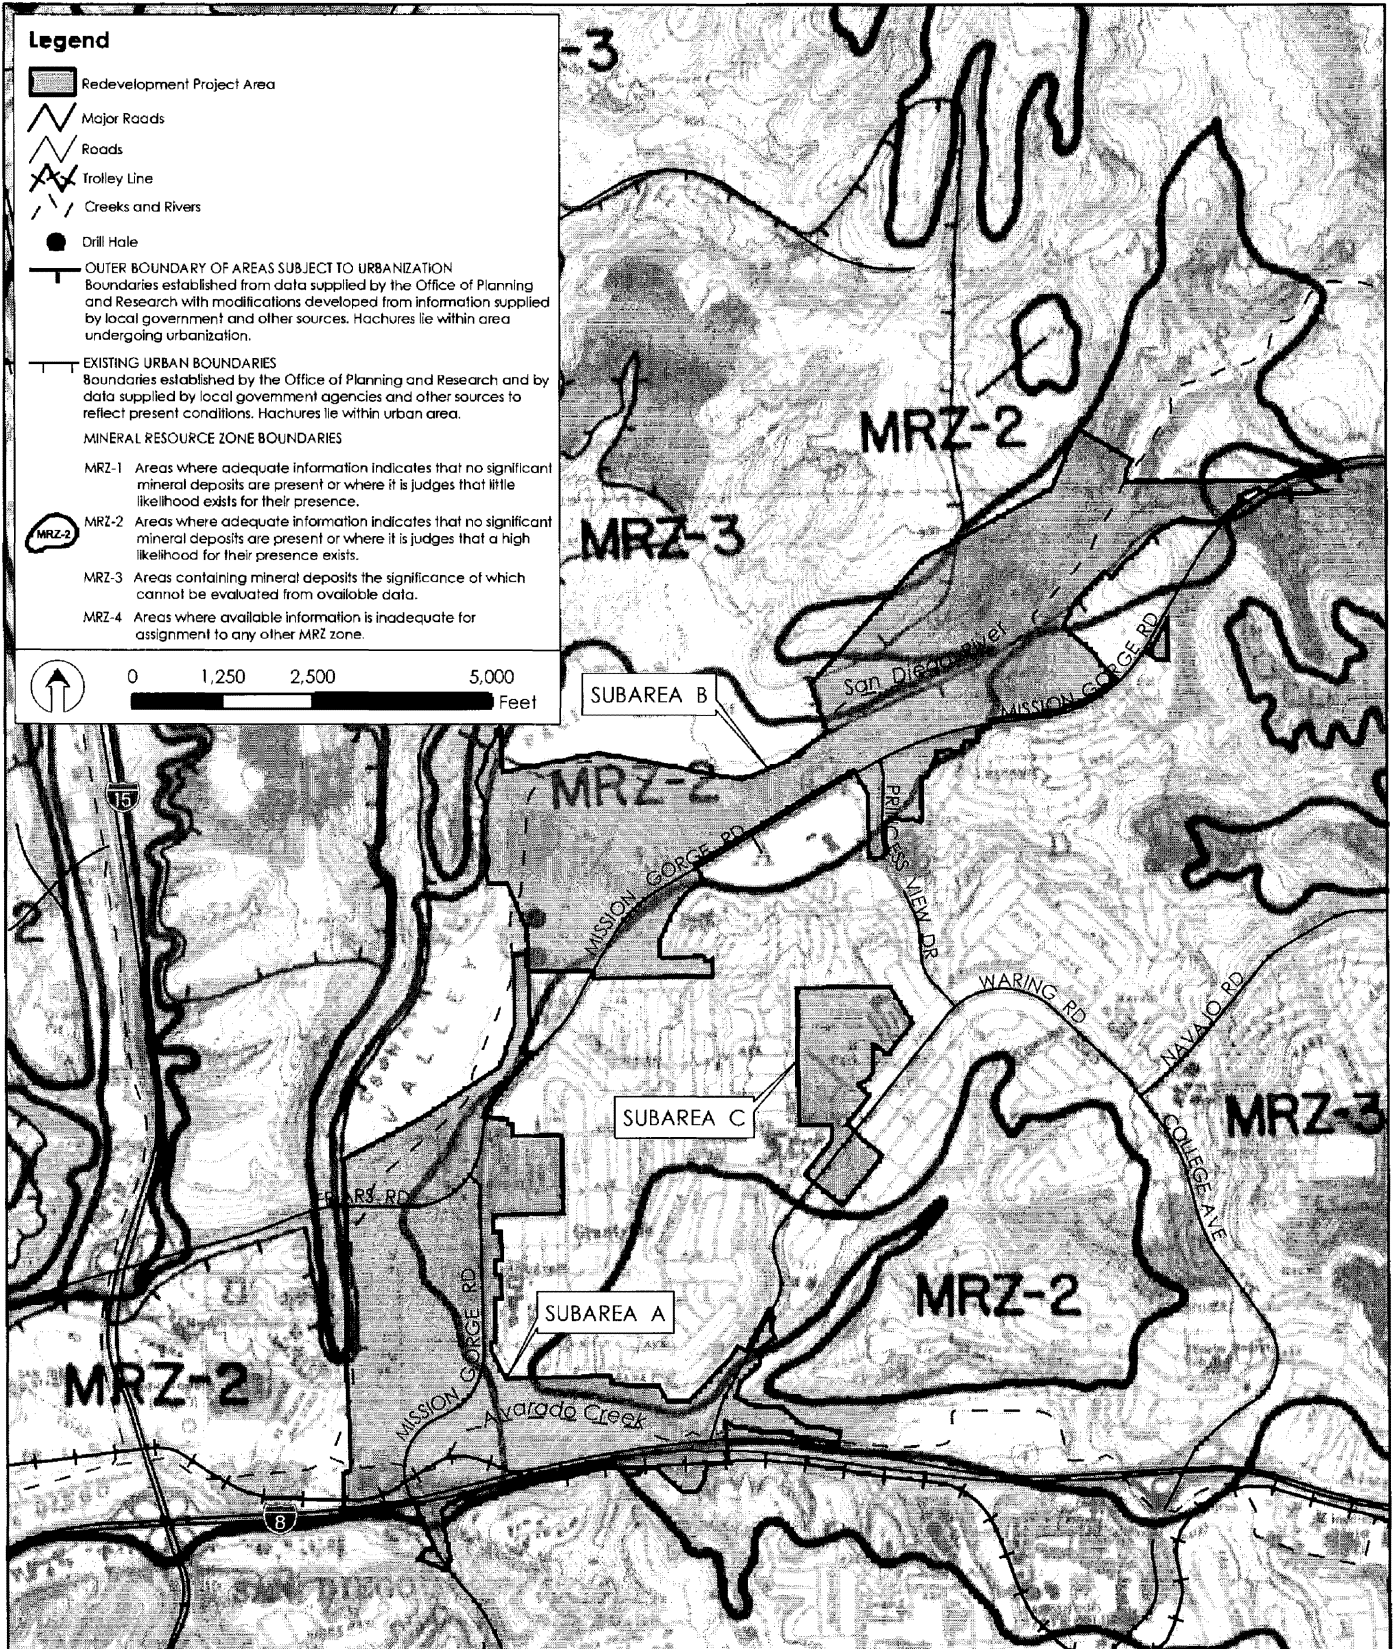 Legend
Redevelopment Project Area
Major Roads
Roads
Trolley Line
Creeks and Rivers
Drill Hole
OUTER BOUNDARY OF AREAS SUBJECT TO URBANIZATION
Boundaries established from data supplied by the Office of Planning
and Research with modifications developed from information supplied
by local government and other sources. Hachures lie within area
undergoing urbanization.
EXISTING URBAN BOUNDARIES
Boundaries established by the Office of Planning and Research and by
data supplied by local government agencies and other sources to
reflect present conditions. Hachures lie within urban area.
MINERAL RESOURCE ZONE BOUNDARIES
MRZ-1 Areas where adequate information indicates that no significant
mineral deposits are present or where it is judges that little
likelihood exists for their presence.
MRZ-2
MRZ-2 Areas where adequate information indicates that no significant
mineral deposits are present or where it is judges that a high
likelihood for their presence exists.
MRZ-3 Areas containing mineral deposits the significance of which
cannot be evaluated from available data.
MRZ-4 Areas where available information is inadequate for
assignment to any other MRZ zone.
0 1,250 2,500 5,000
Feet
-3
MRZ-2
MRZ-3
San Diego River
MISSION GORGE RD
SUBAREA B
MISSION GORGE RD
MRZ-2
15
PRINCESS VIEW DR
MISSION GORGE RD
2
WARING RD
NAVAJO RD
VALLEY
SUBAREA C
MRZ-3
COLLEGE AVE
FRIARS RD
MRZ-2
SUBAREA A
MISSION GORGE RD
MRZ-2
Alvarado Creek
8
SAN DIEGO